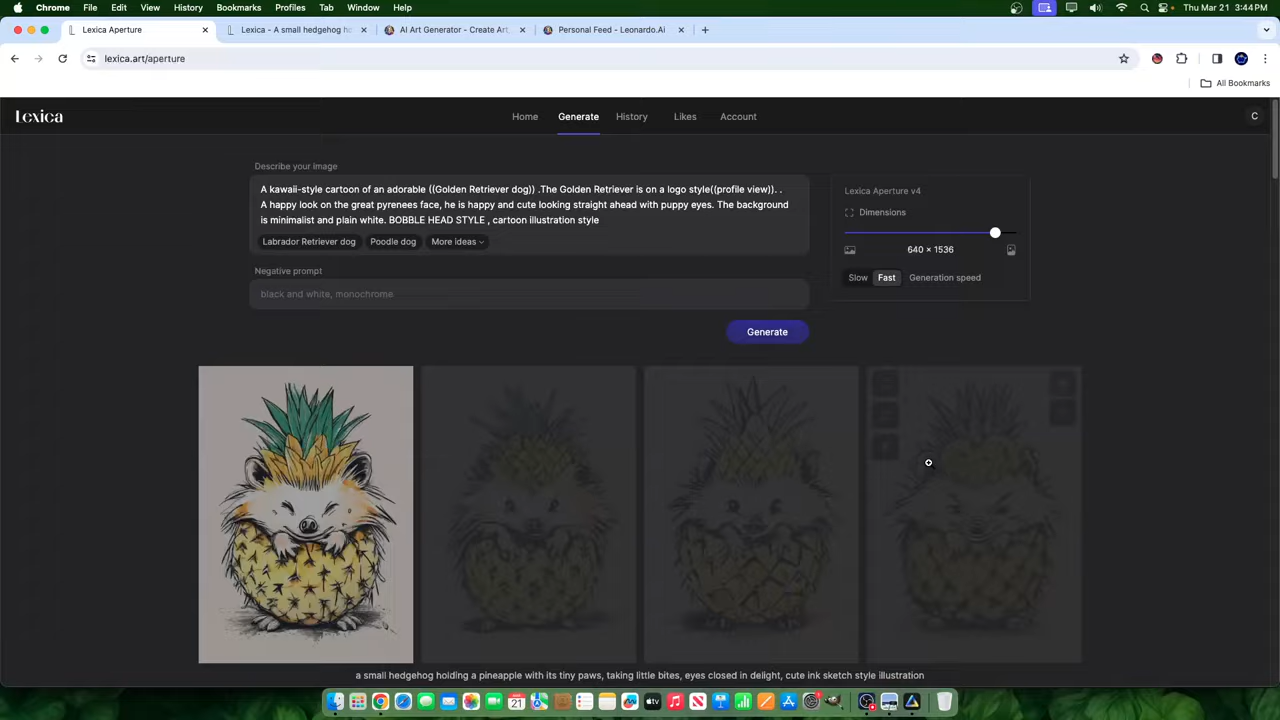 Chrome File Edit View History Bookmarks Profiles Tab Window Help Thu Mar 21 3:44PM
Lexica Aperture
Lexica - A small hedgehog ha
AI Art Generator - Create Art,
Personal Feed - Leonardo.Ai
lexica.art/aperture
All Bookmarks
Lexica Home Generate History Likes Account C
Describe your image
A kawaii-style cartoon of an adorable ((Golden Retriever dog)) .The Golden Retriever is on a logo style((profile view)). .
A happy look on the great pyrenees face, he is happy and cute looking straight ahead with puppy eyes. The background
is minimalist and plain white. BOBBLE HEAD STYLE , cartoon illustration style
Labrador Retriever dog Poodle dog More ideas
Negative prompt
black and white, monochrome
Generate
Lexica Aperture v4
Dimensions
640 × 1536
Slow Fast Generation speed
a small hedgehog holding a pineapple with its tiny paws, taking little bites, eyes closed in delight, cute ink sketch style illustration